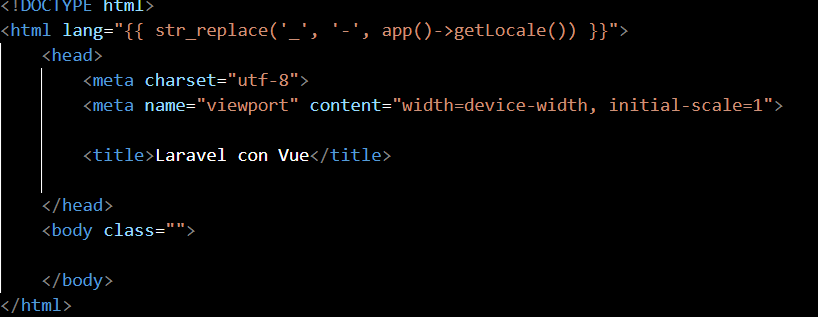 <!DOCTYPE html>
<html lang="{{ str_replace('_', '-', app()->getLocale()) }}">
<head>
<meta charset="utf-8">
<meta name="viewport" content="width=device-width, initial-scale=1">
<title>Laravel con Vue</title>
</head>
<body class="">
</body>
</html>